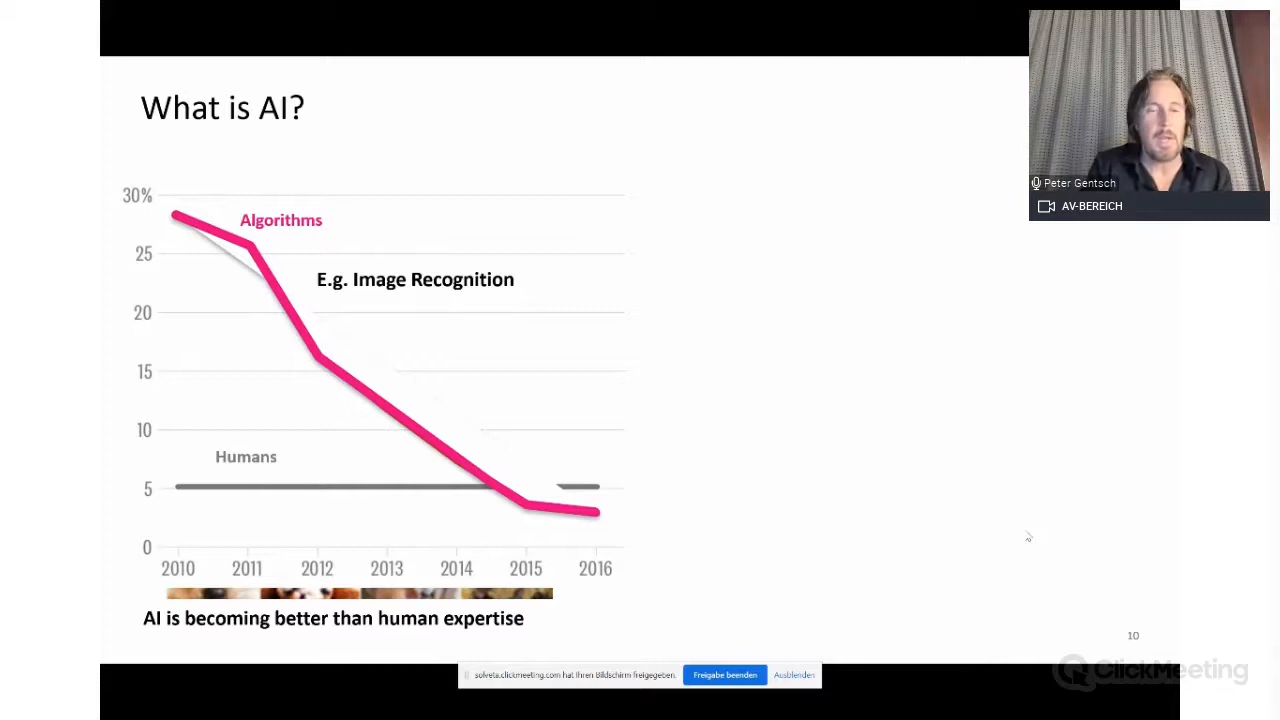 What is AI?
30%
Algorithms
25
E.g. Image Recognition
20
15
10
Humans
5
0
2010 2011 2012 2013 2014 2015 2016
AI is becoming better than human expertise
10
Peter Gentsch
AV-BEREICH
solveta.clickmeeting.com hat Ihren Bildschirm freigegeben. Freigabe beenden Ausblenden
ClickMeeting